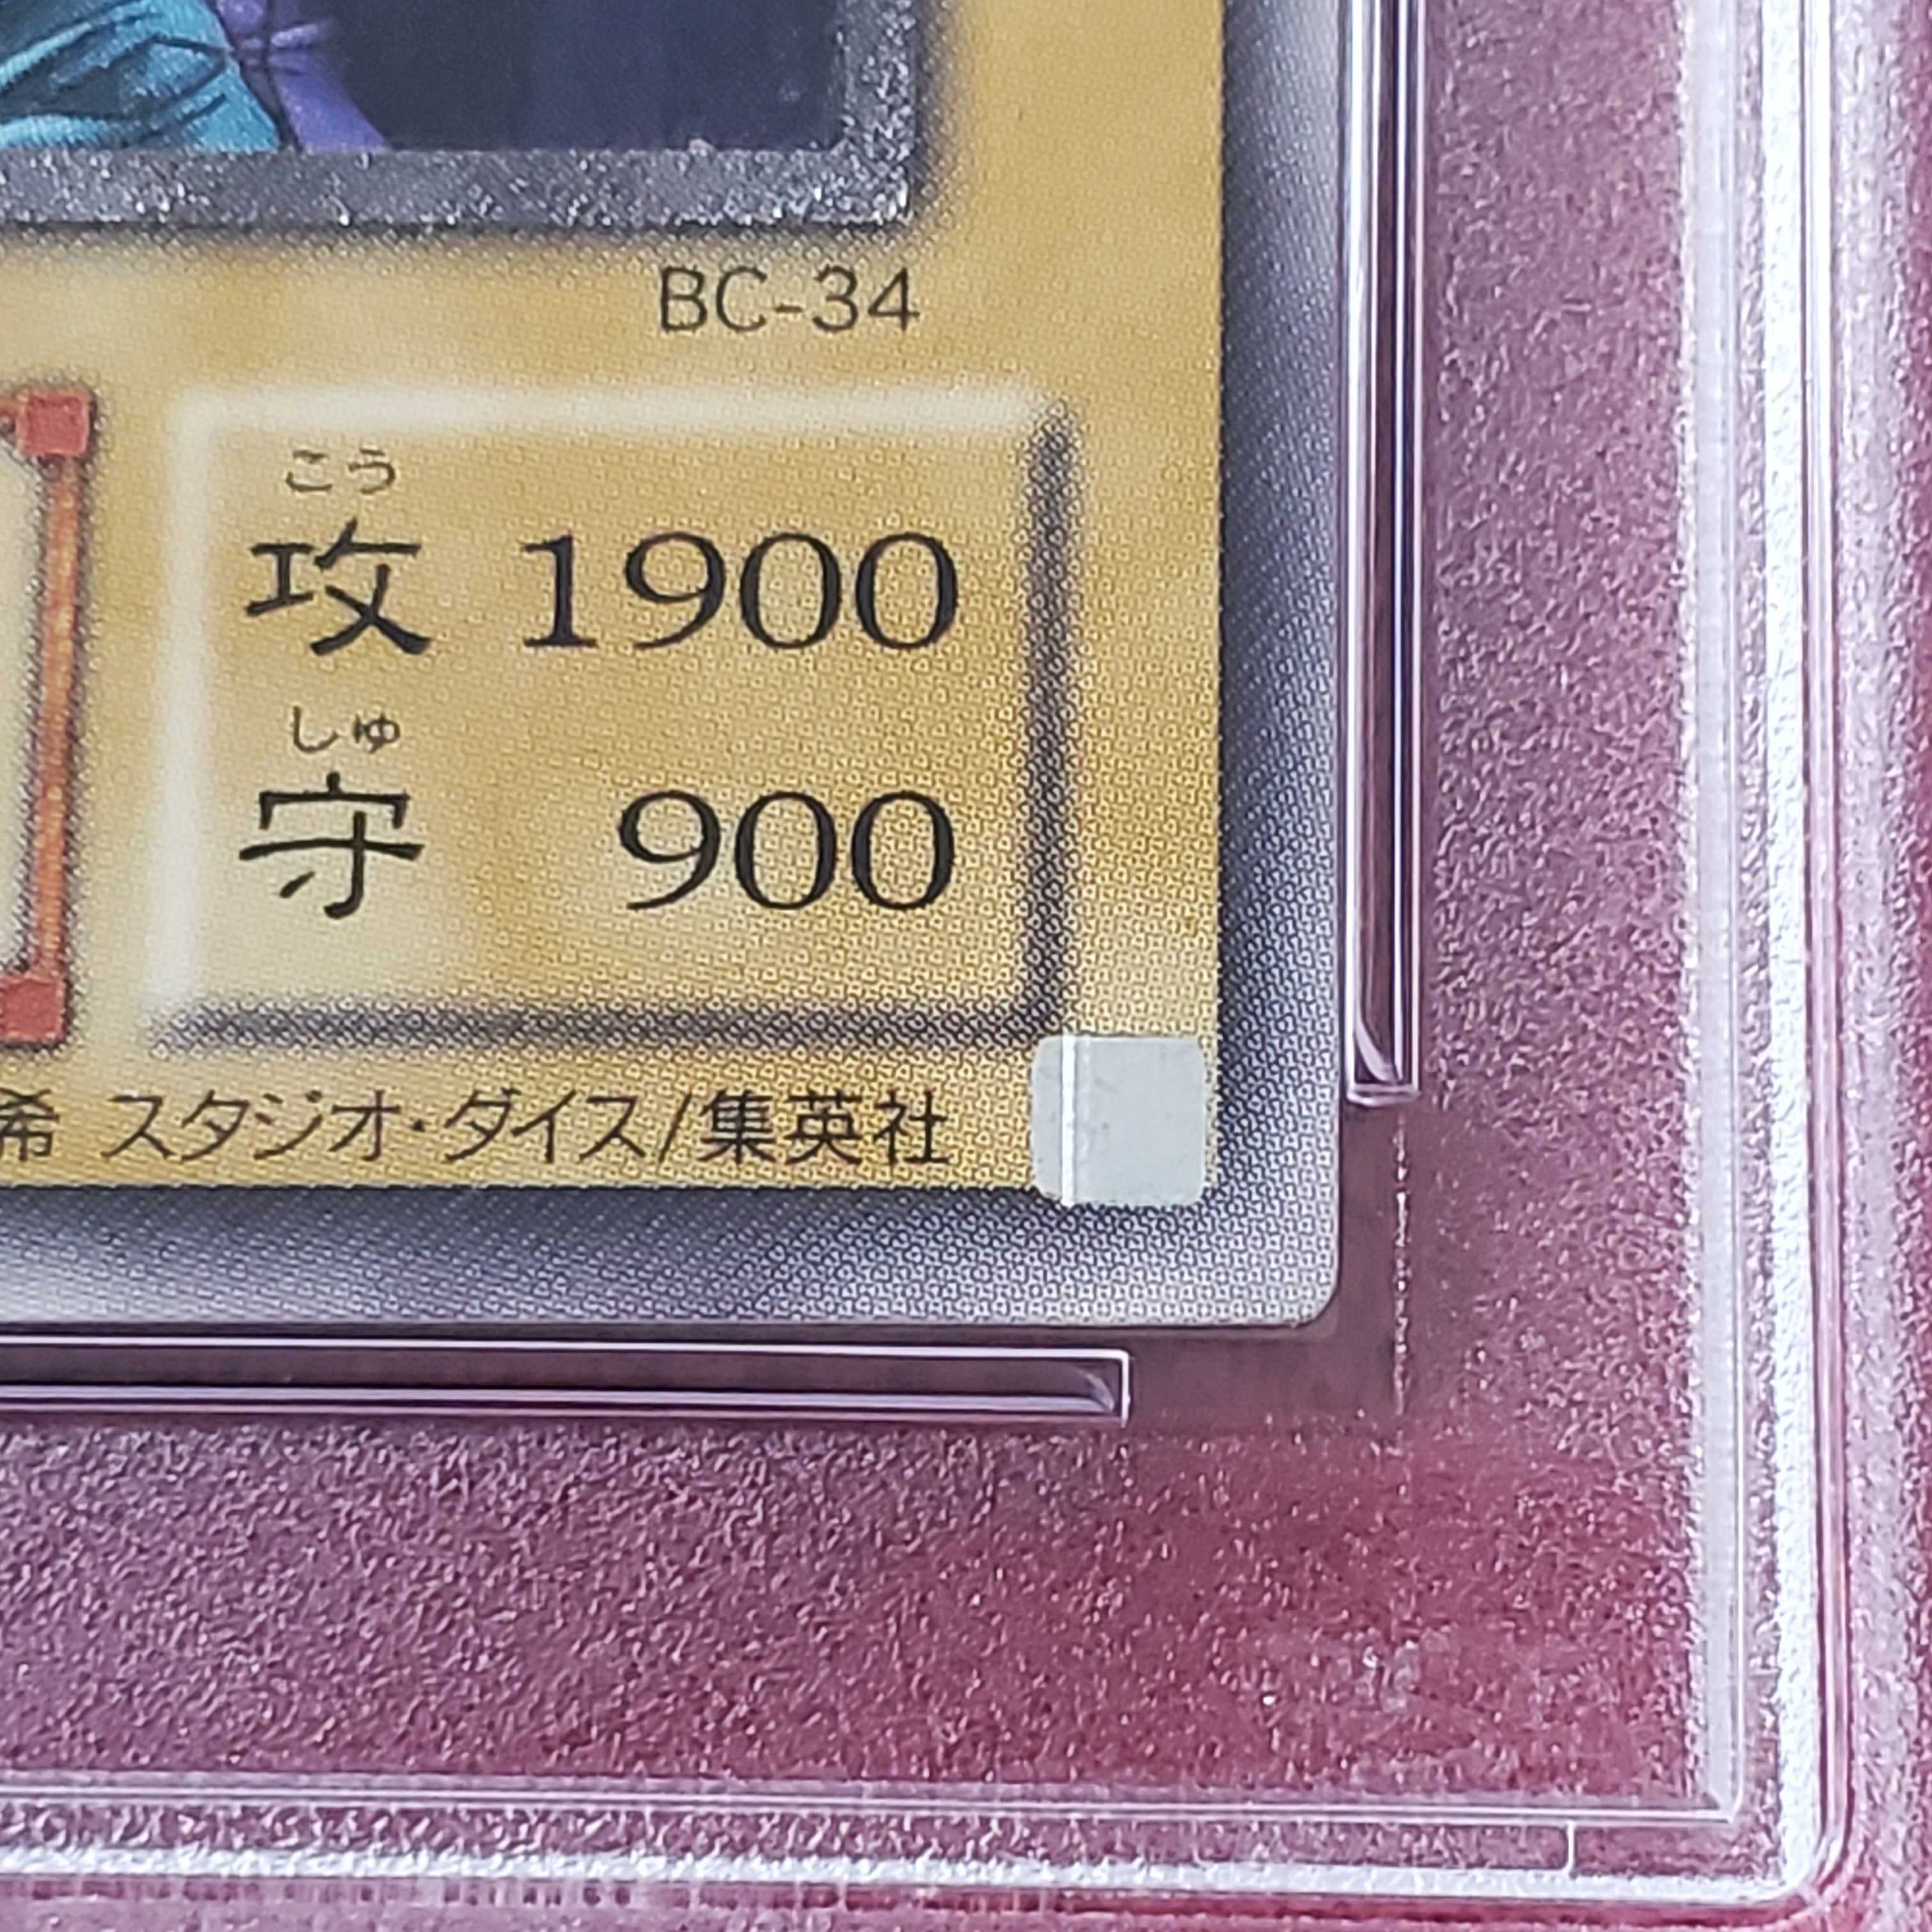 BC-34
こう
攻 1900
しゅ
守 900
希 スタジオ・ダイス/集英社